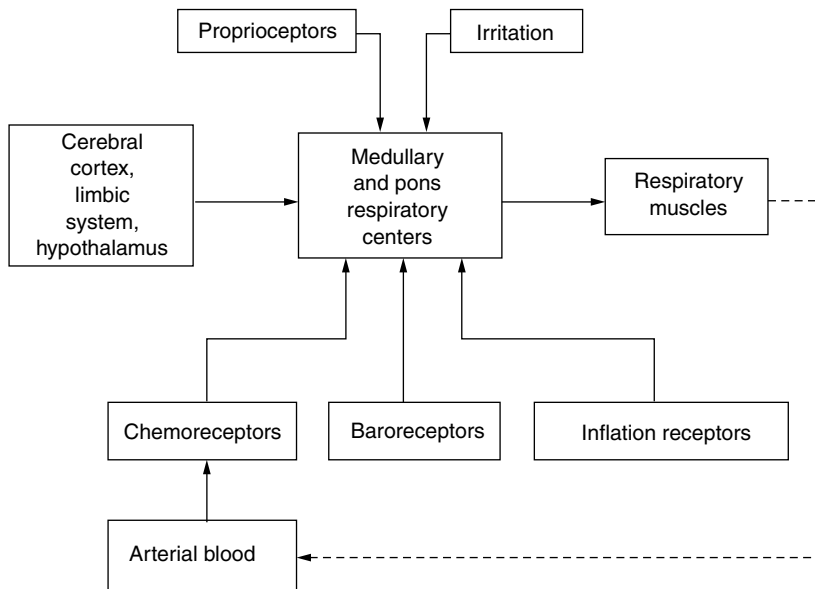 Proprioceptors
Irritation
Cerebral
cortex,
limbic
system,
hypothalamus
Medullary
and pons
respiratory
centers
Respiratory
muscles
Chemoreceptors
Baroreceptors
Inflation receptors
Arterial blood